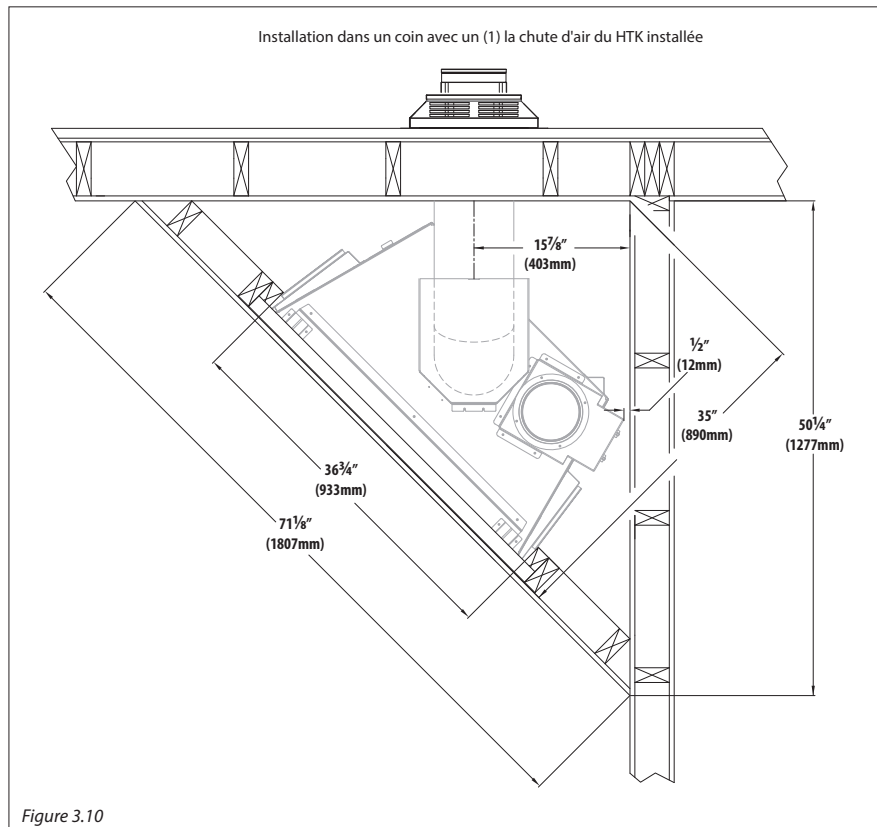 Installation dans un coin avec un (1) la chute d'air du HTK installée
15⅞"
(403mm)
½"
(12mm)
35"
(890mm)
50¼"
(1277mm)
36¾"
(933mm)
71⅛"
(1807mm)
Figure 3.10